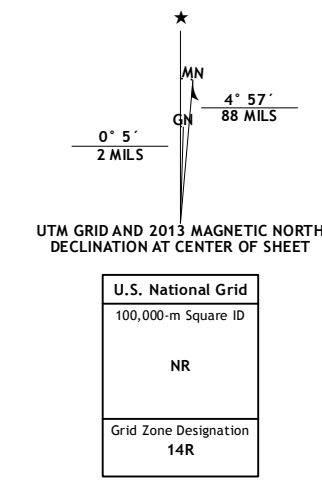 ★
MN
4° 57´
88 MILS
GN
0° 5´
2 MILS
UTM GRID AND 2013 MAGNETIC NORTH
DECLINATION AT CENTER OF SHEET
U.S. National Grid
100,000-m Square ID
NR
Grid Zone Designation
14R